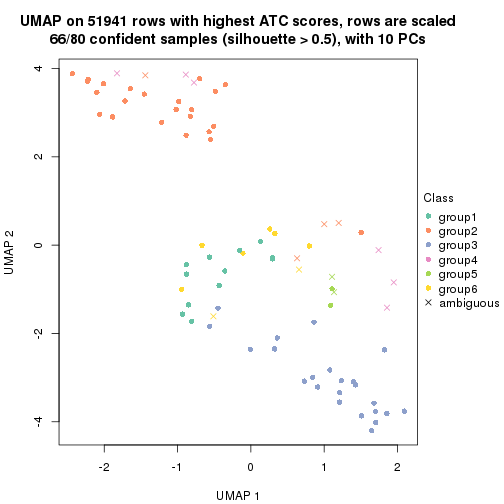 UMAP on 51941 rows with highest ATC scores, rows are scaled
66/80 confident samples (silhouette > 0.5), with 10 PCs
4
2
0
-2
-4
UMAP 2
-2
-1
0
1
2
UMAP 1
Class
group1
group2
group3
group4
group5
group6
ambiguous